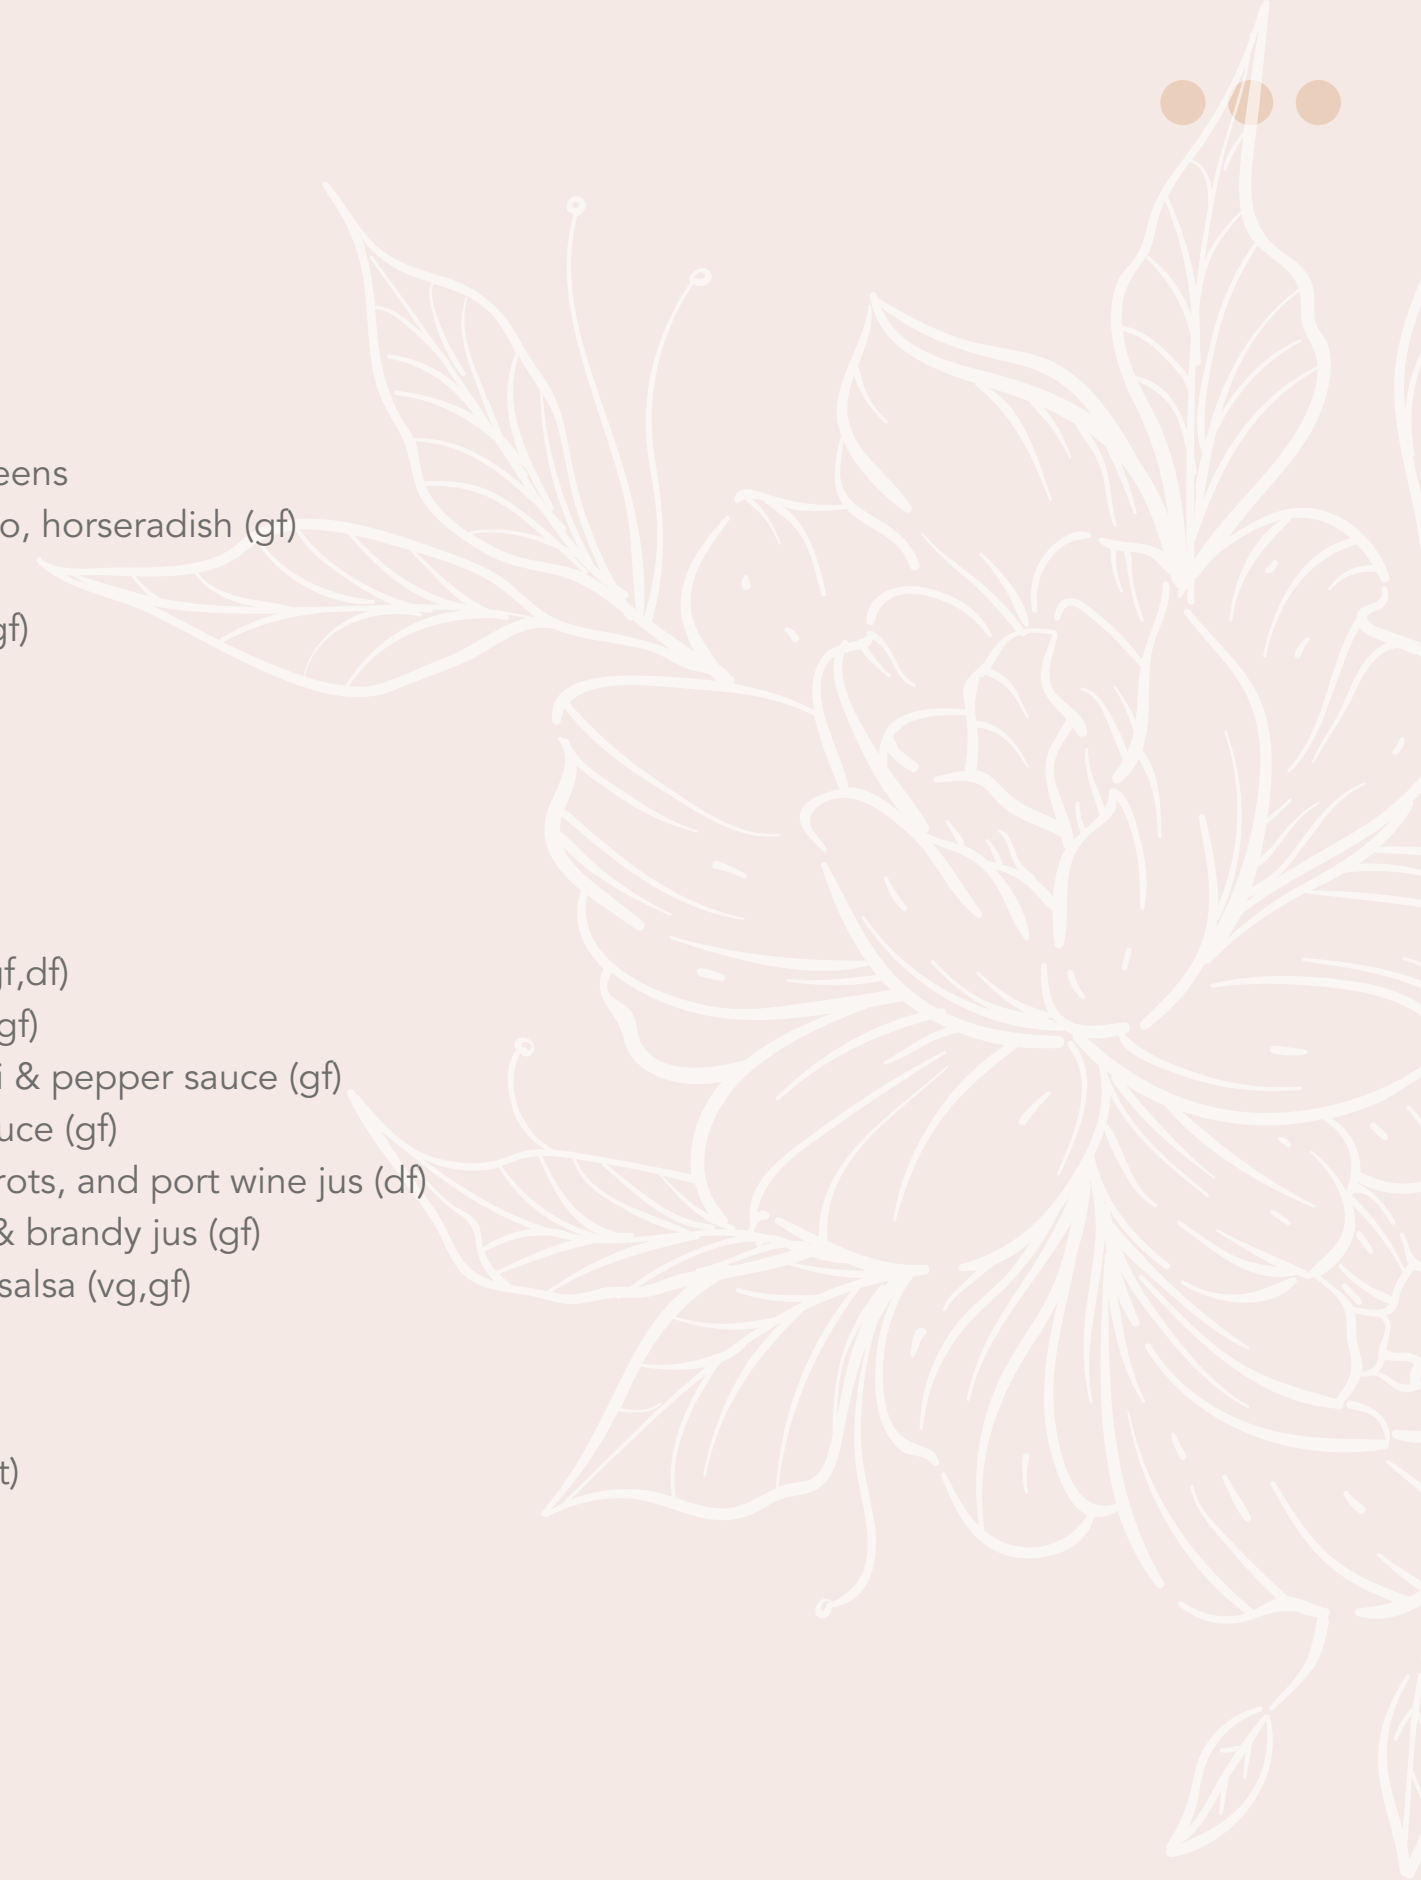 eens
o, horseradish (gf)
gf)
gf,df)
gf)
i & pepper sauce (gf)
uce (gf)
rots, and port wine jus (df)
& brandy jus (gf)
salsa (vg,gf)
t)